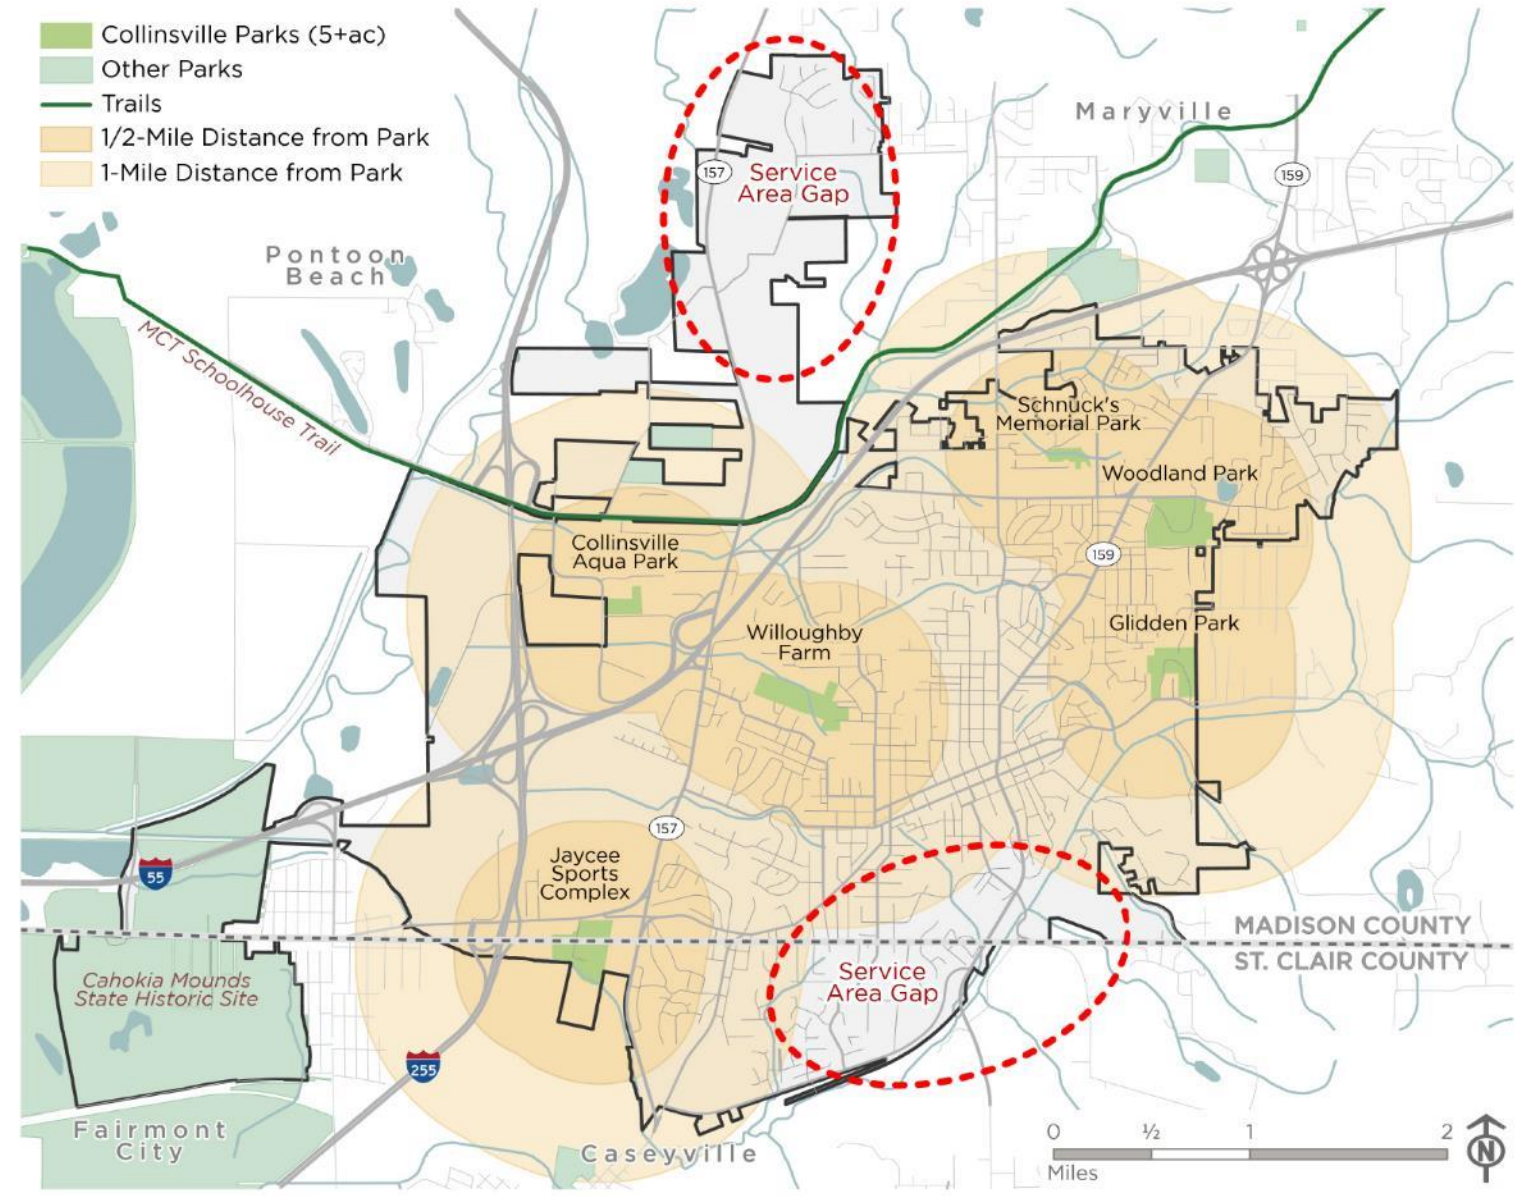 Collinsville Parks (5+ac)
Other Parks
Trails
1/2-Mile Distance from Park
1-Mile Distance from Park
Maryville
157
Service
Area Gap
159
Pontoon
Beach
MCT Schoolhouse Trail
Schnuck's
Memorial Park
Woodland Park
Collinsville
Aqua Park
159
Willoughby
Farm
Glidden Park
157
Jaycee
Sports
Complex
55
MADISON COUNTY
ST. CLAIR COUNTY
Cahokia Mounds
State Historic Site
Service
Area Gap
255
Fairmont
City
Caseyville
0 ½ 1 2
Miles
N